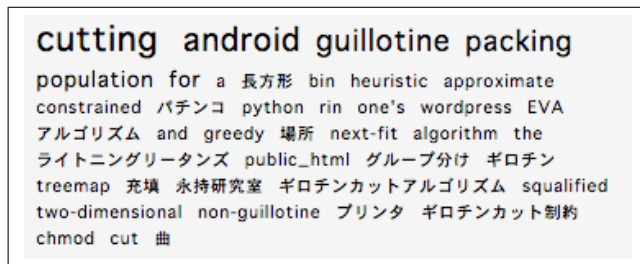 cutting android guillotine packing
population for a 長方形 bin heuristic approximate
constrained パチンコ python rin one's wordpress EVA
アルゴリズム and greedy 場所 next-fit algorithm the
ライトニングリータンズ public_html グループ分け ギロチン
treemap 充填 永持研究室 ギロチンカットアルゴリズム squalified
two-dimensional non-guillotine プリンタ ギロチンカット制約
chmod cut 曲